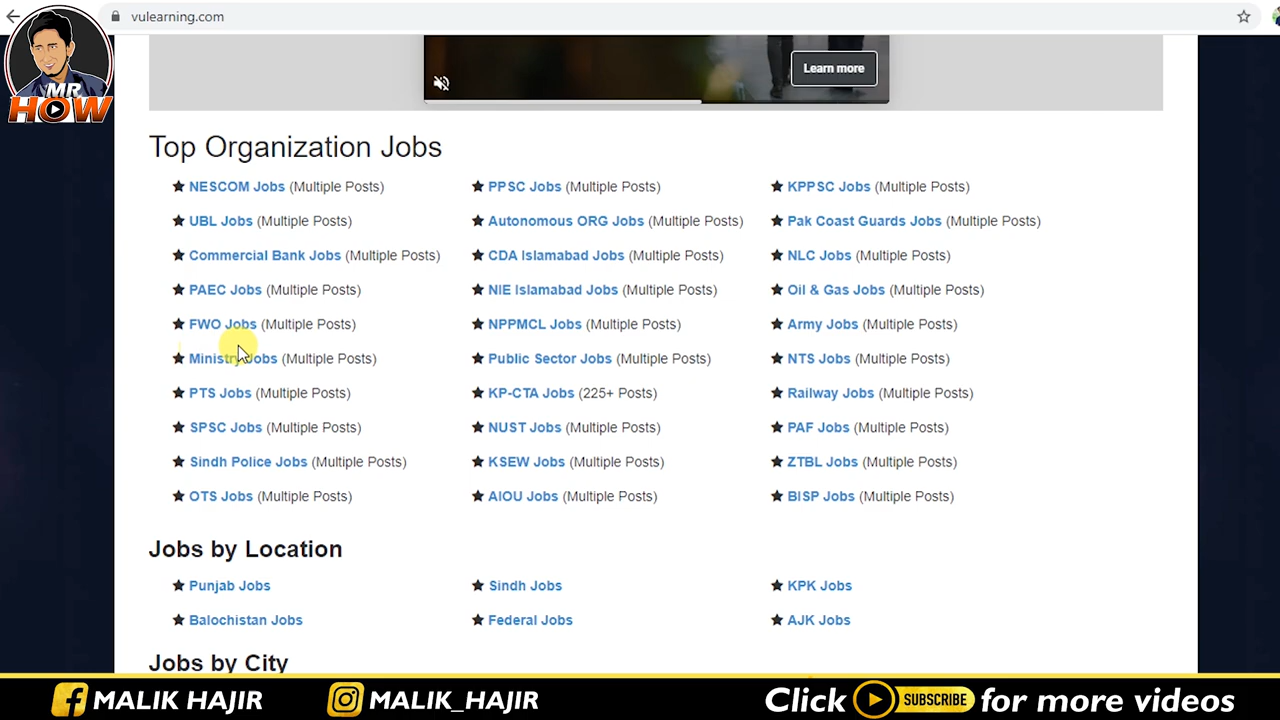 vulearning.com
MR
HOW
Learn more
Top Organization Jobs
NESCOM Jobs (Multiple Posts)
PPSC Jobs (Multiple Posts)
KPPSC Jobs (Multiple Posts)
UBL Jobs (Multiple Posts)
Autonomous ORG Jobs (Multiple Posts)
Pak Coast Guards Jobs (Multiple Posts)
Commercial Bank Jobs (Multiple Posts)
CDA Islamabad Jobs (Multiple Posts)
NLC Jobs (Multiple Posts)
PAEC Jobs (Multiple Posts)
NIE Islamabad Jobs (Multiple Posts)
Oil & Gas Jobs (Multiple Posts)
FWO Jobs (Multiple Posts)
NPPMCL Jobs (Multiple Posts)
Army Jobs (Multiple Posts)
Ministry Jobs (Multiple Posts)
Public Sector Jobs (Multiple Posts)
NTS Jobs (Multiple Posts)
PTS Jobs (Multiple Posts)
KP-CTA Jobs (225+ Posts)
Railway Jobs (Multiple Posts)
SPSC Jobs (Multiple Posts)
NUST Jobs (Multiple Posts)
PAF Jobs (Multiple Posts)
Sindh Police Jobs (Multiple Posts)
KSEW Jobs (Multiple Posts)
ZTBL Jobs (Multiple Posts)
OTS Jobs (Multiple Posts)
AIOU Jobs (Multiple Posts)
BISP Jobs (Multiple Posts)
Jobs by Location
Punjab Jobs
Sindh Jobs
KPK Jobs
Balochistan Jobs
Federal Jobs
AJK Jobs
Jobs by City
MALIK HAJIR
MALIK_HAJIR
Click SUBSCRIBE for more videos